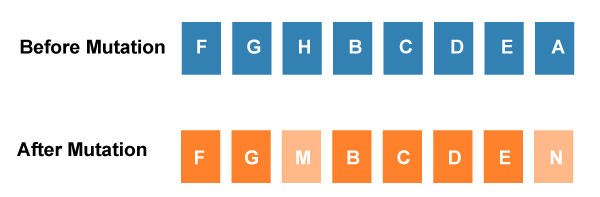 Before Mutation F G H B C D E A
After Mutation F G M B C D E N